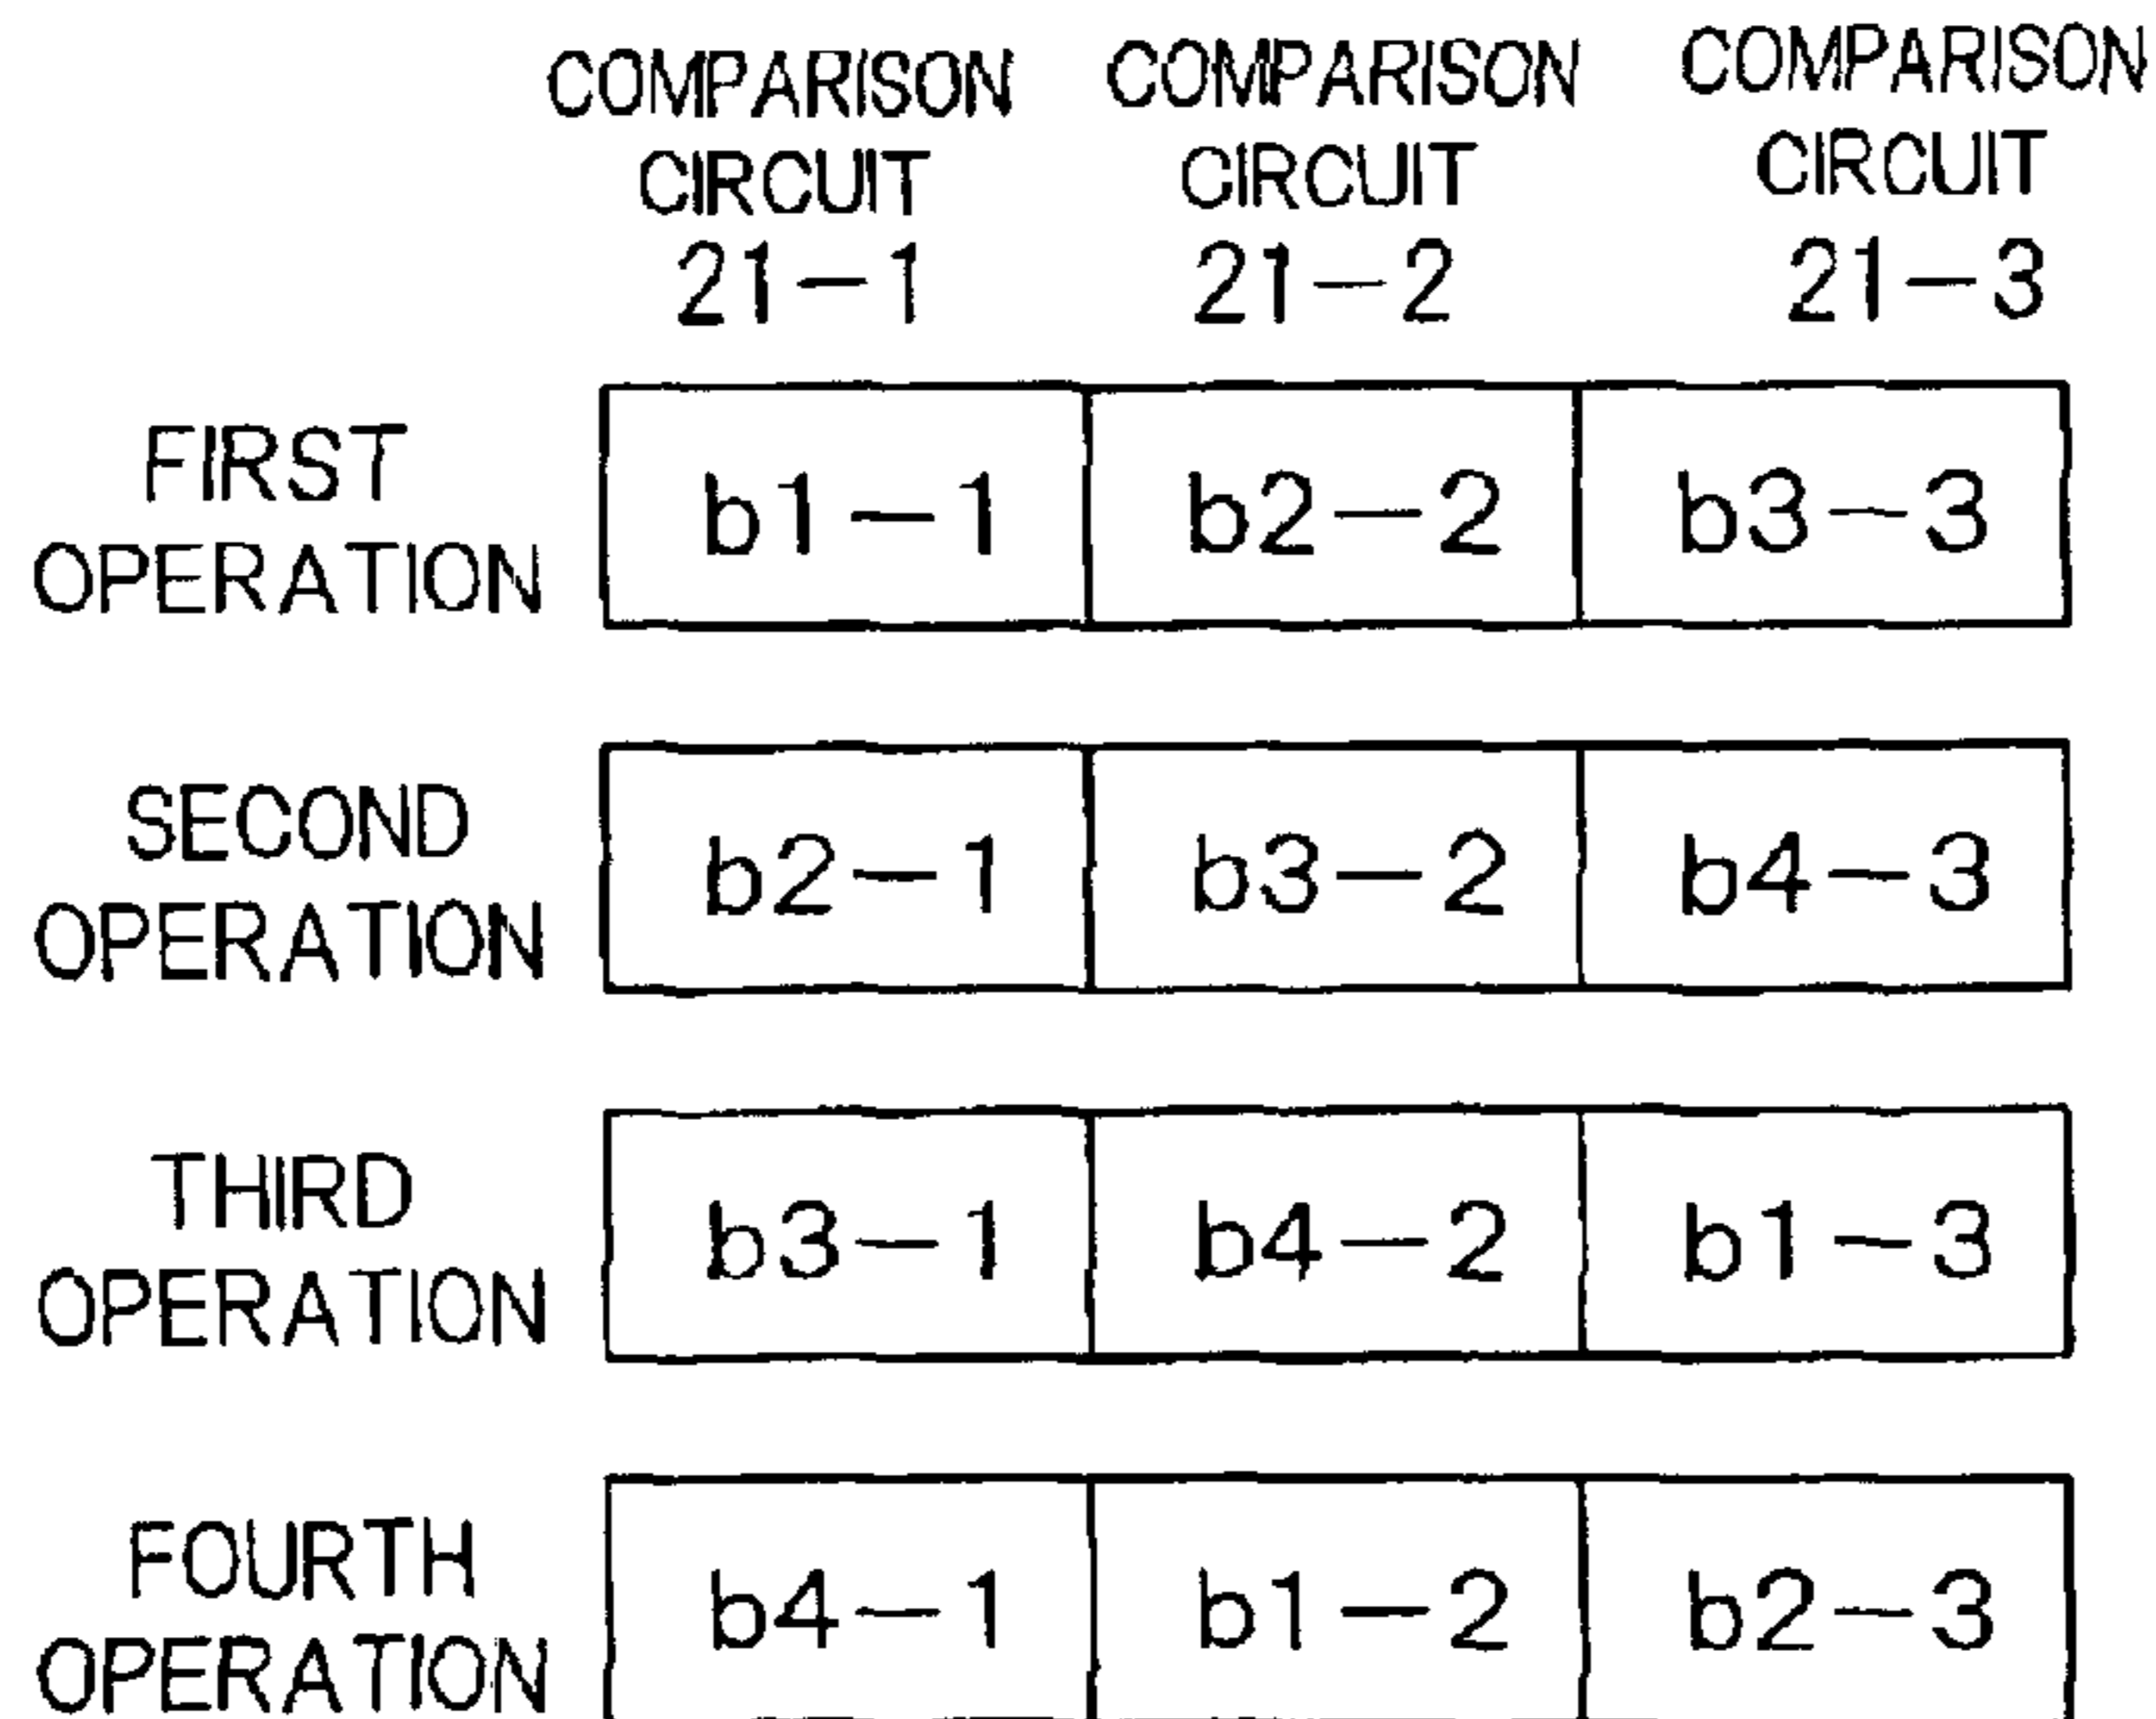 COMPARISON COMPARISON COMPARISON
CIRCUIT CIRCUIT CIRCUIT
21-1 21-2 21-3
FIRST
OPERATION
b1-1 b2-2 b3-3
SECOND
OPERATION
b2-1 b3-2 b4-3
THIRD
OPERATION
b3-1 b4-2 b1-3
FOURTH
OPERATION
b4-1 b1-2 b2-3